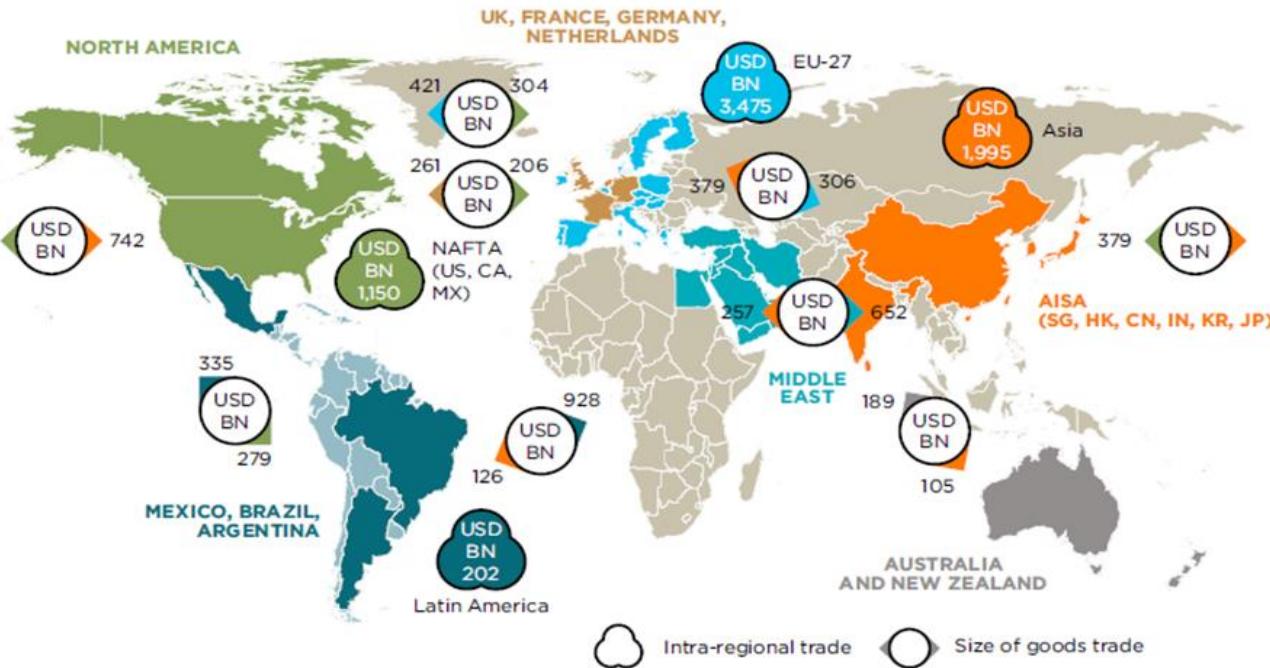 UK, FRANCE, GERMANY,
NETHERLANDS
NORTH AMERICA
USD
BN
3,475
EU-27
421
USD
BN
304
USD
BN
1,995
Asia
261
USD
BN
206
379
USD
BN
306
USD
BN
742
USD
BN
1,150
NAFTA
(US, CA,
MX)
379
USD
BN
257
USD
BN
652
AISA
(SG, HK, CN, IN, KR, JP)
335
USD
BN
279
MIDDLE
EAST
928
USD
BN
126
189
USD
BN
105
MEXICO, BRAZIL,
ARGENTINA
USD
BN
202
Latin America
AUSTRALIA
AND NEW ZEALAND
Intra-regional trade
Size of goods trade